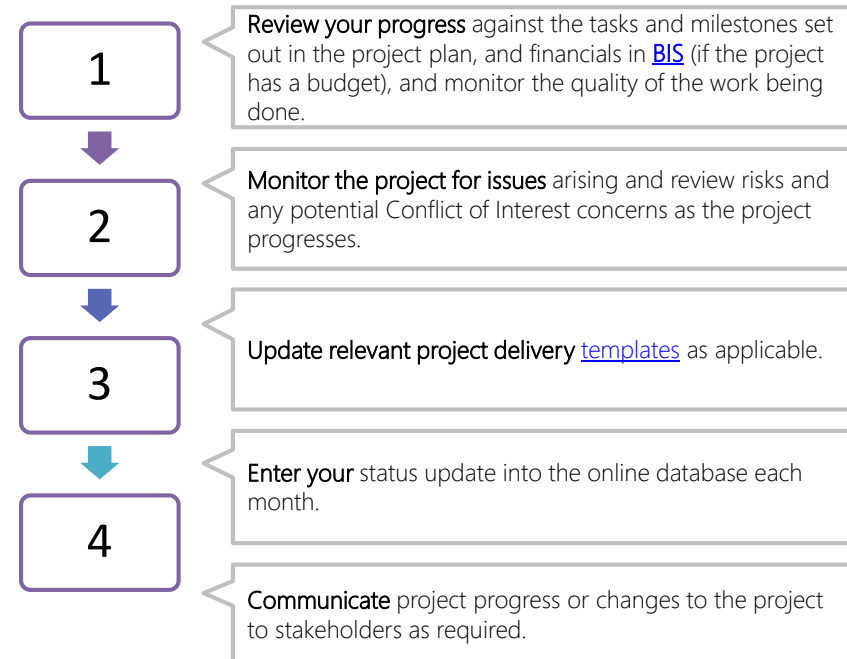 1
Review your progress against the tasks and milestones set
out in the project plan, and financials in BIS (if the project
has a budget), and monitor the quality of the work being
done.
2
Monitor the project for issues arising and review risks and
any potential Conflict of Interest concerns as the project
progresses.
3
Update relevant project delivery templates as applicable.
4
Enter your status update into the online database each
month.
Communicate project progress or changes to the project
to stakeholders as required.